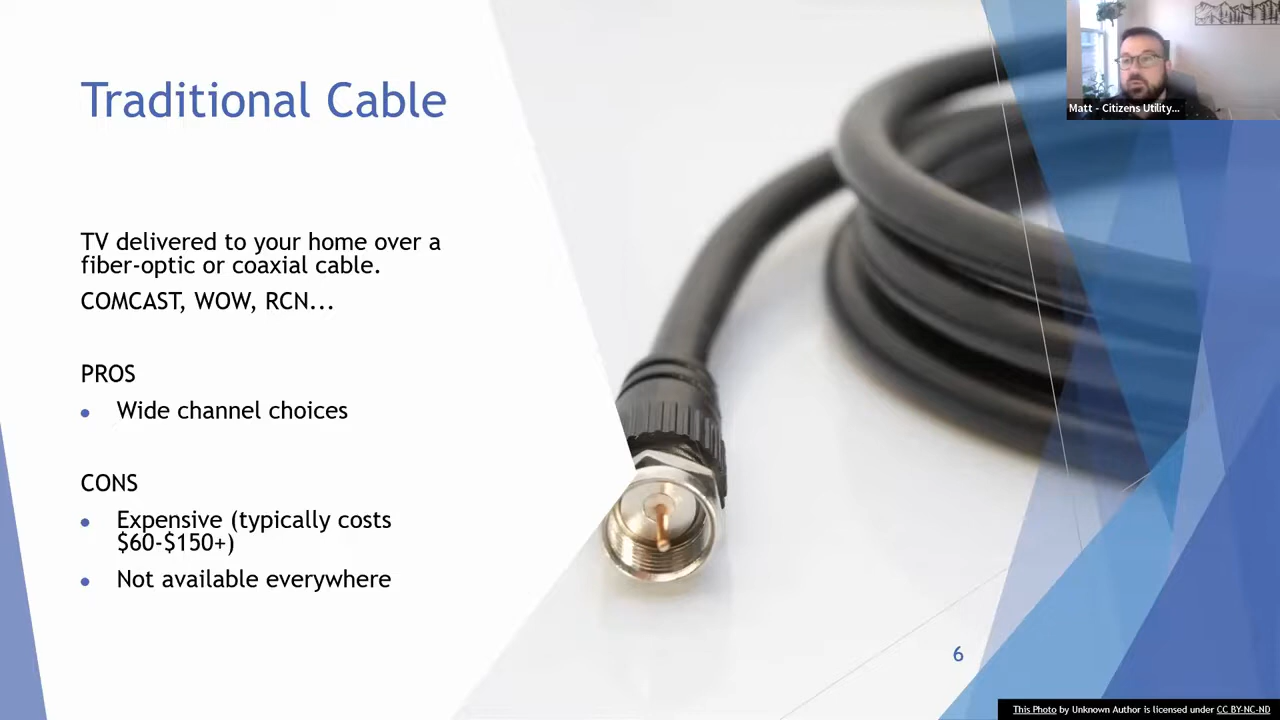 Traditional Cable
Matt - Citizens Utility...
TV delivered to your home over a
fiber-optic or coaxial cable.
COMCAST, WOW, RCN...
PROS
• Wide channel choices
CONS
• Expensive (typically costs
$60-$150+)
• Not available everywhere
6
This Photo by Unknown Author is licensed under CC BY-NC-ND